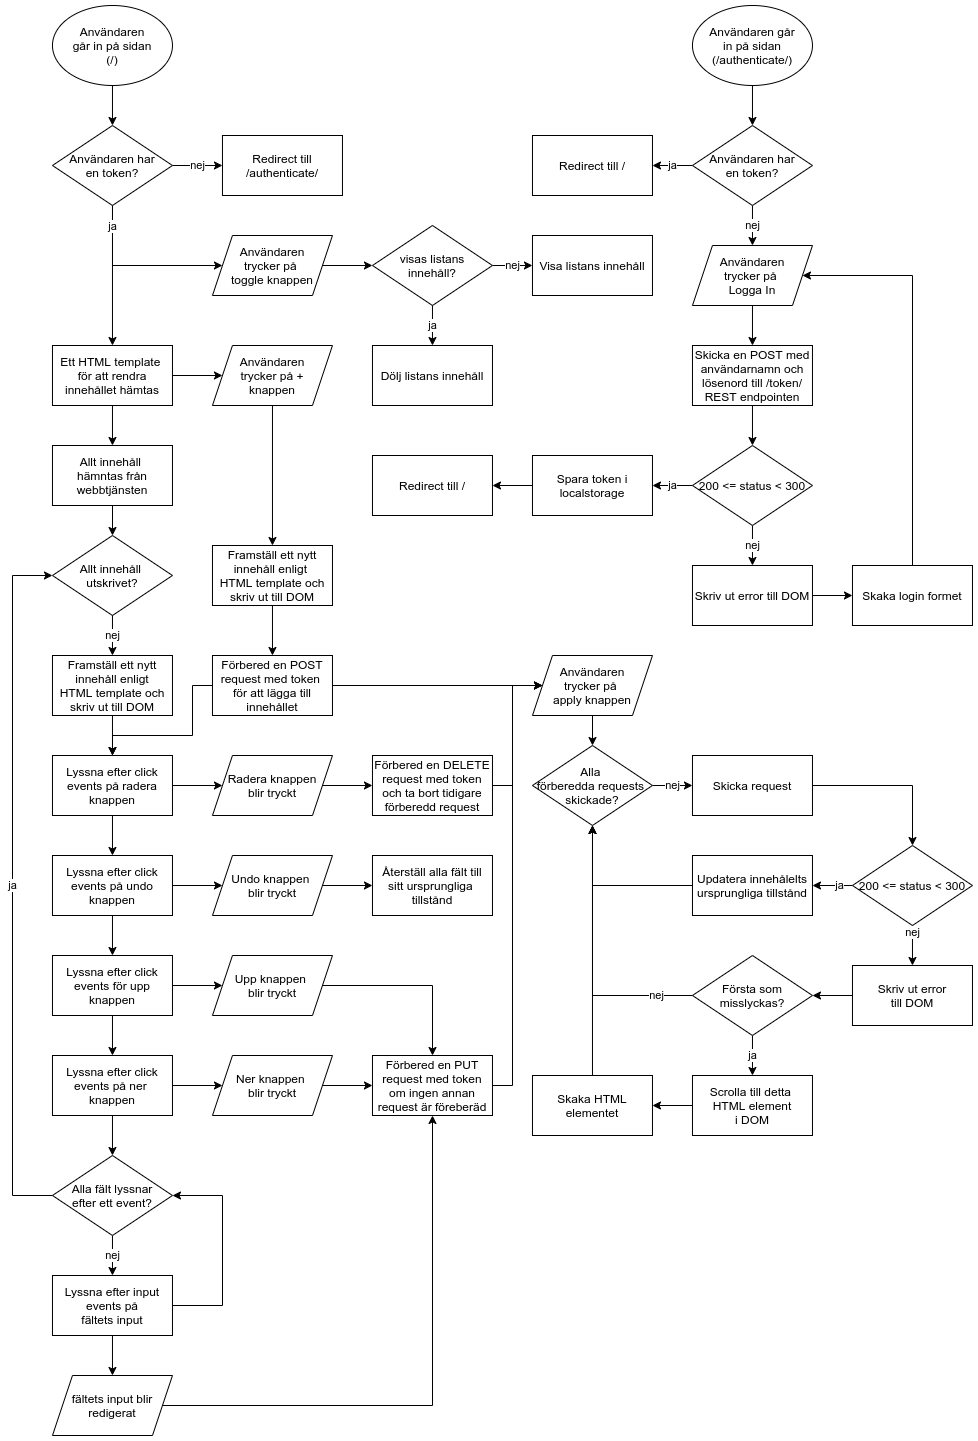 Användaren
går in på sidan
(/)
Användaren går
in på sidan
(/authenticate/)
Användaren har
en token?
nej
Redirect till
/authenticate/
Redirect till /
ja
Användaren har
en token?
ja
nej
Användaren
trycker på
toggle knappen
visas listans
innehåll?
nej
Visa listans innehåll
Användaren
trycker på
Logga In
ja
Ett HTML template
för att rendra
innehållet hämtas
Användaren
trycker på +
knappen
Dölj listans innehåll
Skicka en POST med
användarnamn och
lösenord till /token/
REST endpointen
Allt innehåll
hämntas från
webbtjänsten
Redirect till /
Spara token i
localstorage
ja
200 <= status < 300
nej
Allt innehåll
utskrivet?
Framställ ett nytt
innehåll enligt
HTML template och
skriv ut till DOM
Skriv ut error till DOM
Skaka login formet
nej
Framställ ett nytt
innehåll enligt
HTML template och
skriv ut till DOM
Förbered en POST
request med token
för att lägga till
innehållet
Användaren
trycker på
apply knappen
Lyssna efter click
events på radera
knappen
Radera knappen
blir tryckt
Förbered en DELETE
request med token
och ta bort tidigare
förberedd request
Alla
förberedda requests
skickade?
nej
Skicka request
ja
Lyssna efter click
events på undo
knappen
Undo knappen
blir tryckt
Återställ alla fält till
sitt ursprungliga
tillstånd
Updatera innehålelts
ursprungliga tillstånd
ja
200 <= status < 300
nej
Lyssna efter click
events för upp
knappen
Upp knappen
blir tryckt
nej
Första som
misslyckas?
Skriv ut error
till DOM
ja
Lyssna efter click
events på ner
knappen
Ner knappen
blir tryckt
Förbered en PUT
request med token
om ingen annan
request är föreberäd
Skaka HTML
elementet
Scrolla till detta
HTML element
i DOM
Alla fält lyssnar
efter ett event?
nej
Lyssna efter input
events på
fältets input
fältets input blir
redigerat